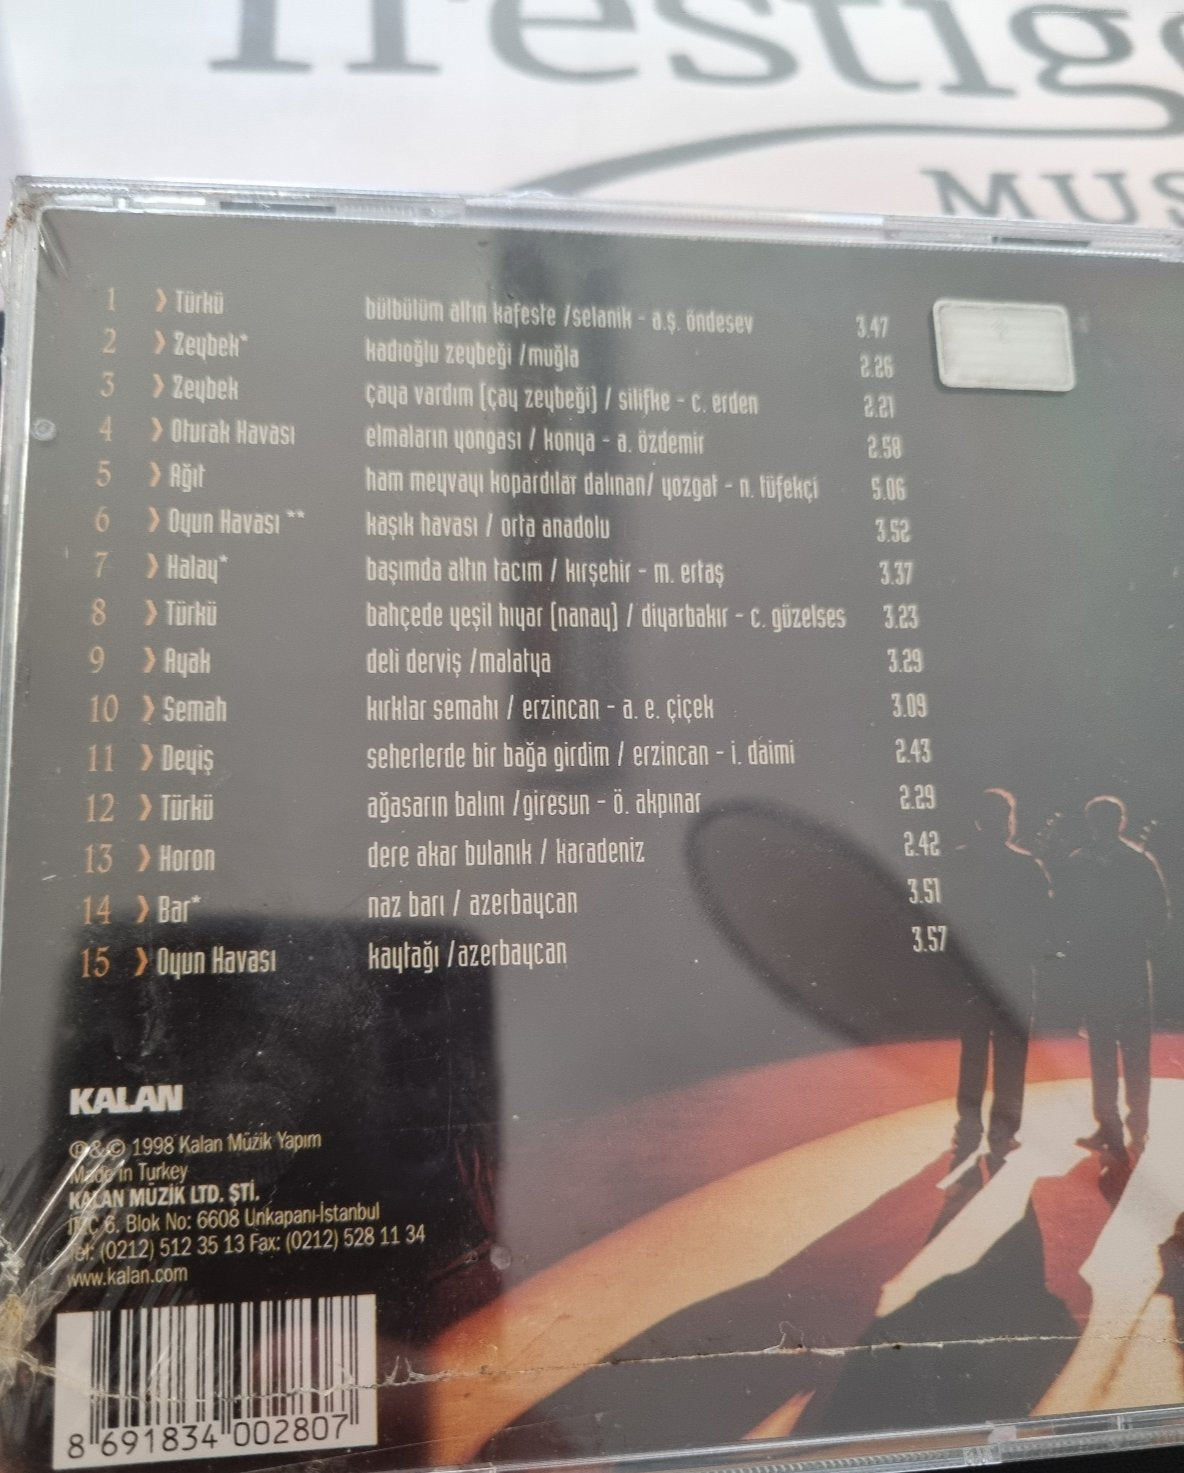 Prestige
MUS
1 › Türkü bülbülüm altın kafeste /selanik - a.ş. öndesev 3.47
2 › Zeybek* kadıoğlu zeybeği /muğla 2.26
3 › Zeybek çaya vardım [çay zeybeği] / silifke - c. erden 2.21
4 › Oturak Havası elmaların yongası / konya - a. özdemir 2.58
5 › Ağıt ham meyvayı kopardılar dalınan/ yozgat - n. tüfekçi 5.06
6 › Oyun Havası ** kaşık havası / orta anadolu 3.52
7 › Halay* başımda altın tacım / kırşehir - m. ertaş 3.37
8 › Türkü bahçede yeşil hıyar [nanay] / diyarbakır - c. güzelses 3.23
9 › Ayak deli derviş /malatya 3.29
10 › Semah kırklar semahı / erzincan - a. e. çiçek 3.09
11 › Deyiş seherlerde bir bağa girdim / erzincan - i. daimi 2.43
12 › Türkü ağasarın balını /giresun - ö. akpınar 2.29
13 › Horon dere akar bulanık / karadeniz 2.42
14 › Bar* naz barı / azerbaycan 3.51
15 › Oyun Havası kaytağı /azerbaycan 3.57
KALAN
℗&© 1998 Kalan Müzik Yapım
Made in Turkey
KALAN MÜZİK LTD. ŞTİ.
İMÇ 6. Blok No: 6608 Unkapanı-İstanbul
Tel: (0212) 512 35 13 Fax: (0212) 528 11 34
www.kalan.com
8 691834 002807